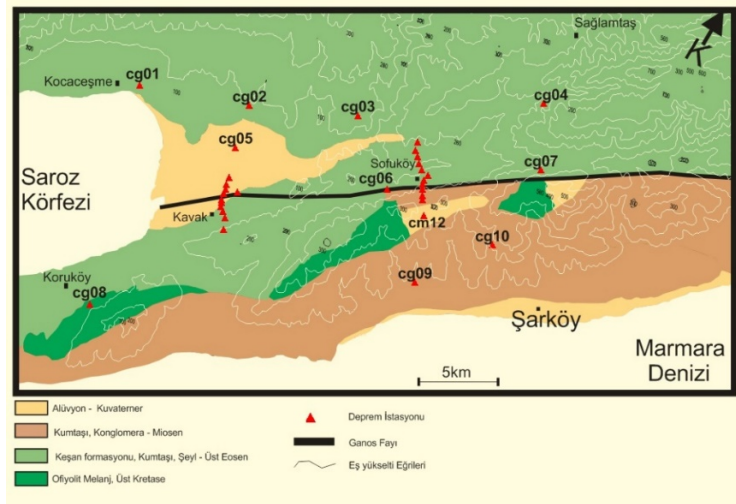 Sağlamtaş
K
Kocaçeşme
cg01
cg02
cg03
cg04
cg05
Saroz
Körfezi
Sofuköy
cg06
cg07
Kavak
cm12
cg10
Koruköy
cg08
cg09
Şarköy
Marmara
Denizi
5km
Alüvyon - Kuvaterner
Kumtaşı, Konglomera - Miosen
Keşan formasyonu, Kumtaşı, Şeyl - Üst Eosen
Ofiyolit Melanj, Üst Kretase
Deprem İstasyonu
Ganos Fayı
Eş yükselti Eğrileri